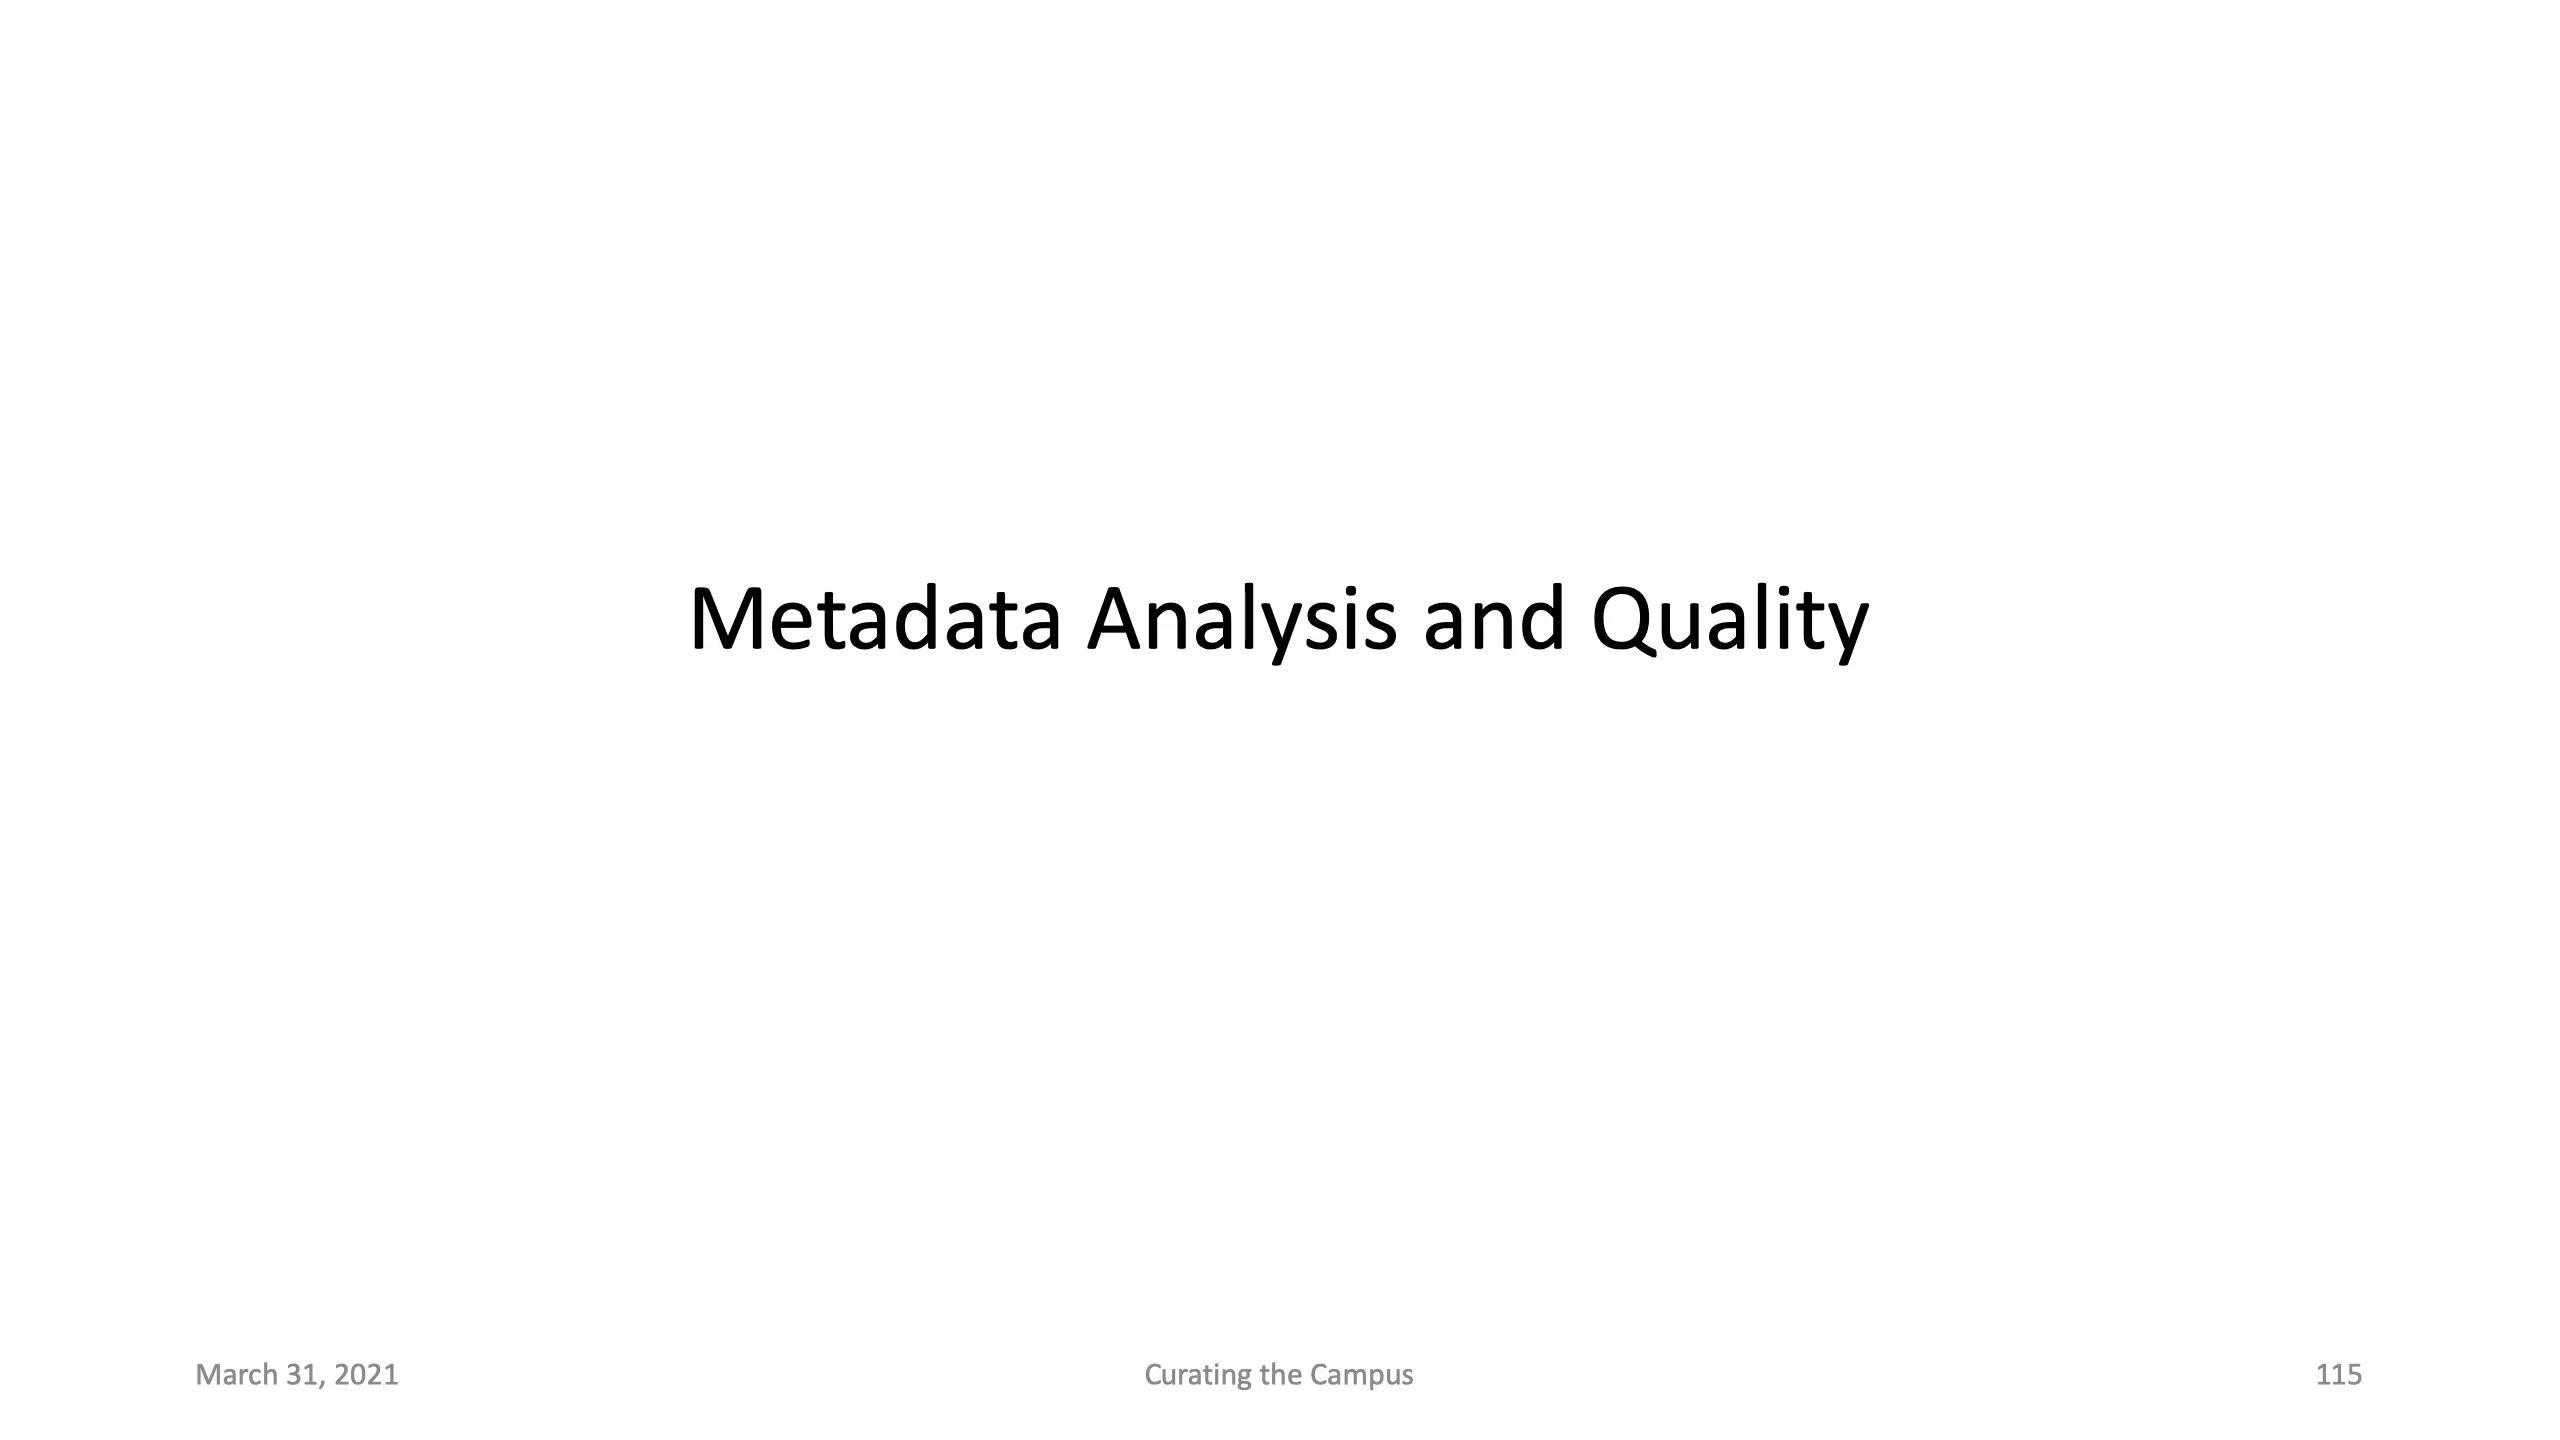 Metadata Analysis and Quality
March 31, 2021
Curating the Campus
115